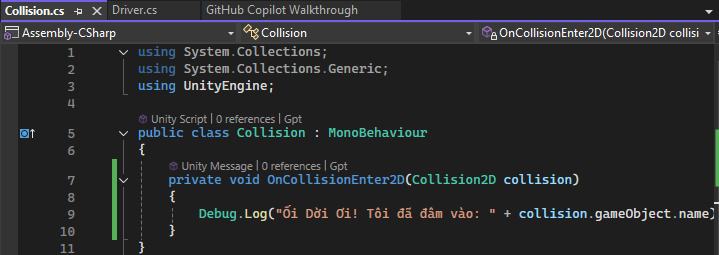 Collision.cs Driver.cs GitHub Copilot Walkthrough
Assembly-CSharp Collision OnCollisionEnter2D(Collision2D collisi
1 using System.Collections;
2 using System.Collections.Generic;
3 using UnityEngine;
4
Unity Script | 0 references | Gpt
5 public class Collision : MonoBehaviour
6 {
Unity Message | 0 references | Gpt
7 private void OnCollisionEnter2D(Collision2D collision)
8 {
9 Debug.Log("Ối Dời Ơi! Tôi đã đâm vào: " + collision.gameObject.name)
10 }
11 }